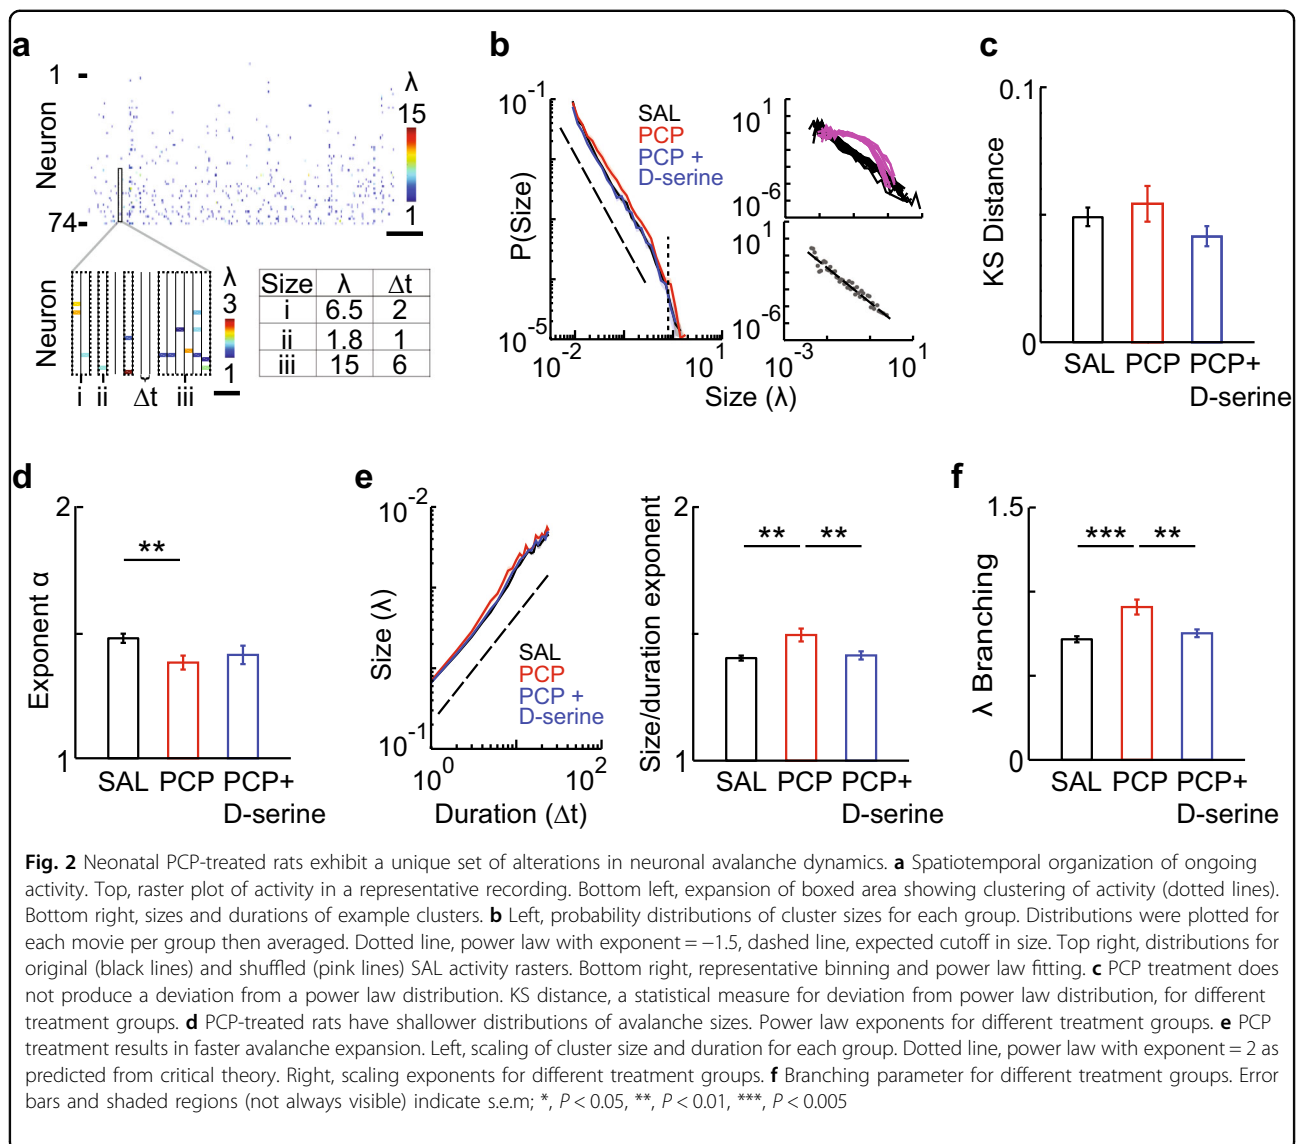 a
1
Neuron
74
λ
15
1
Neuron
λ
3
1
i ii Δt iii
Size λ Δt
i 6.5 2
ii 1.8 1
iii 15 6
b
10-1
P(Size)
10-5
10-2 101
SAL
PCP
PCP +
D-serine
101
10-6
101
10-6
10-3 101
Size (λ)
c
0.1
KS Distance
0
SAL PCP PCP+
D-serine
d
2
Exponent α
1
**
SAL PCP PCP+
D-serine
e
10-2
Size (λ)
10-1
100 102
Duration (Δt)
SAL
PCP
PCP +
D-serine
2
Size/duration exponent
1
** **
SAL PCP PCP+
D-serine
f
1.5
λ Branching
0
*** **
SAL PCP PCP+
D-serine
Fig. 2 Neonatal PCP-treated rats exhibit a unique set of alterations in neuronal avalanche dynamics. a Spatiotemporal organization of ongoing
activity. Top, raster plot of activity in a representative recording. Bottom left, expansion of boxed area showing clustering of activity (dotted lines).
Bottom right, sizes and durations of example clusters. b Left, probability distributions of cluster sizes for each group. Distributions were plotted for
each movie per group then averaged. Dotted line, power law with exponent = −1.5, dashed line, expected cutoff in size. Top right, distributions for
original (black lines) and shuffled (pink lines) SAL activity rasters. Bottom right, representative binning and power law fitting. c PCP treatment does
not produce a deviation from a power law distribution. KS distance, a statistical measure for deviation from power law distribution, for different
treatment groups. d PCP-treated rats have shallower distributions of avalanche sizes. Power law exponents for different treatment groups. e PCP
treatment results in faster avalanche expansion. Left, scaling of cluster size and duration for each group. Dotted line, power law with exponent = 2 as
predicted from critical theory. Right, scaling exponents for different treatment groups. f Branching parameter for different treatment groups. Error
bars and shaded regions (not always visible) indicate s.e.m; *, P < 0.05, **, P < 0.01, ***, P < 0.005